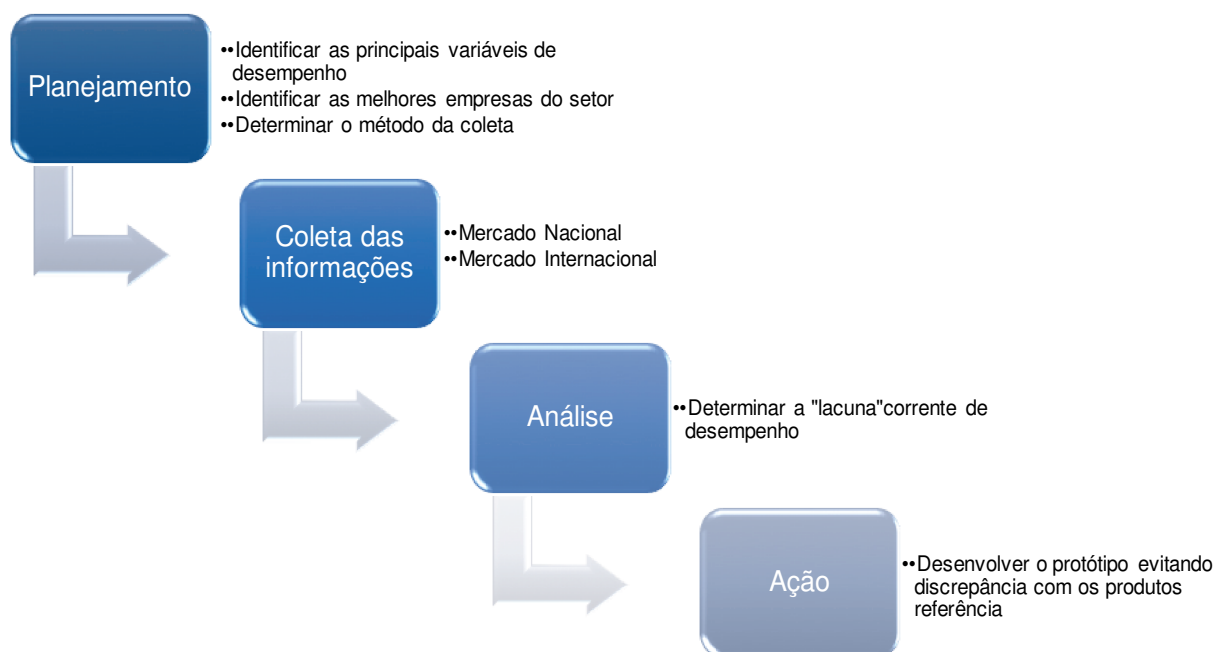 Planejamento
••Identificar as principais variáveis de
desempenho
••Identificar as melhores empresas do setor
••Determinar o método da coleta
Coleta das
informações
••Mercado Nacional
••Mercado Internacional
Análise
••Determinar a "lacuna"corrente de
desempenho
Ação
••Desenvolver o protótipo evitando
discrepância com os produtos
referência